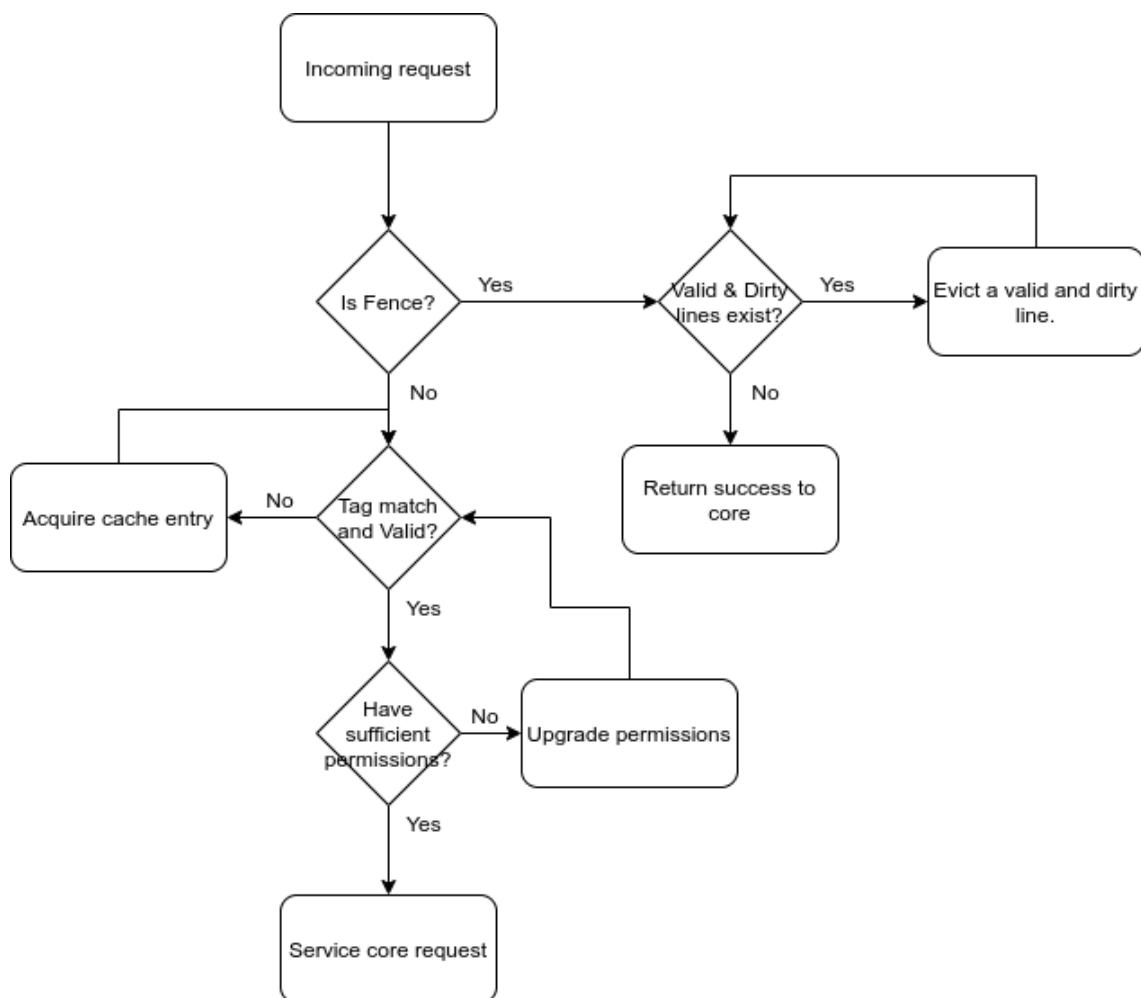 Incoming request
Is Fence?
Yes
Valid & Dirty
lines exist?
Yes
Evict a valid and dirty
line.
No
No
Return success to
core
Acquire cache entry
No
Tag match
and Valid?
Yes
Have
sufficient
permissions?
No
Upgrade permissions
Yes
Service core request